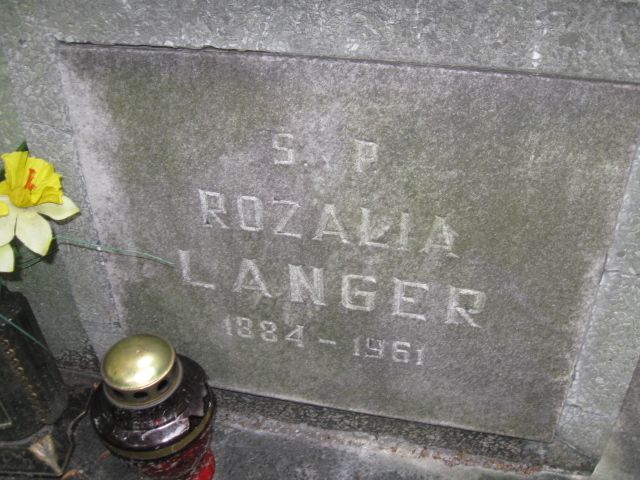 S. P.
ROZALIA
LANGER
1884 - 1961